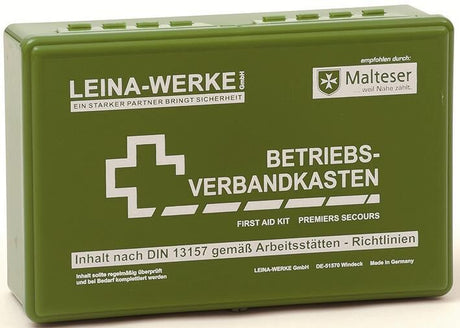 LEINA-WERKE GmbH
EIN STARKER PARTNER BRINGT SICHERHEIT
empfohlen durch:
Malteser
...weil Nähe zählt.
BETRIEBS-
VERBANDKASTEN
FIRST AID KIT PREMIERS SECOURS
Inhalt nach DIN 13157 gemäß Arbeitsstätten - Richtlinien
Inhalt sollte regelmäßig überprüft
und bei Bedarf komplettiert werden
LEINA-WERKE GmbH DE-51570 Windeck Made in Germany